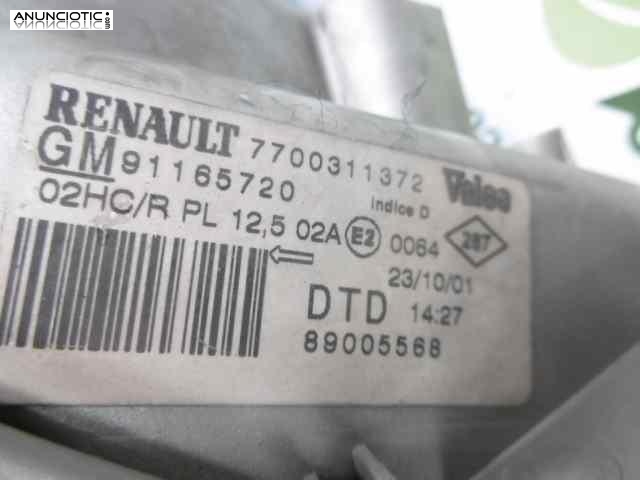 ANUNCIOTIC
.com
RENAULT 7700311372 Valeo
GM 91165720 Indice D
02HC/R PL 12,5 02A E2 0064 287
23/10/01
DTD 14:27
89005568